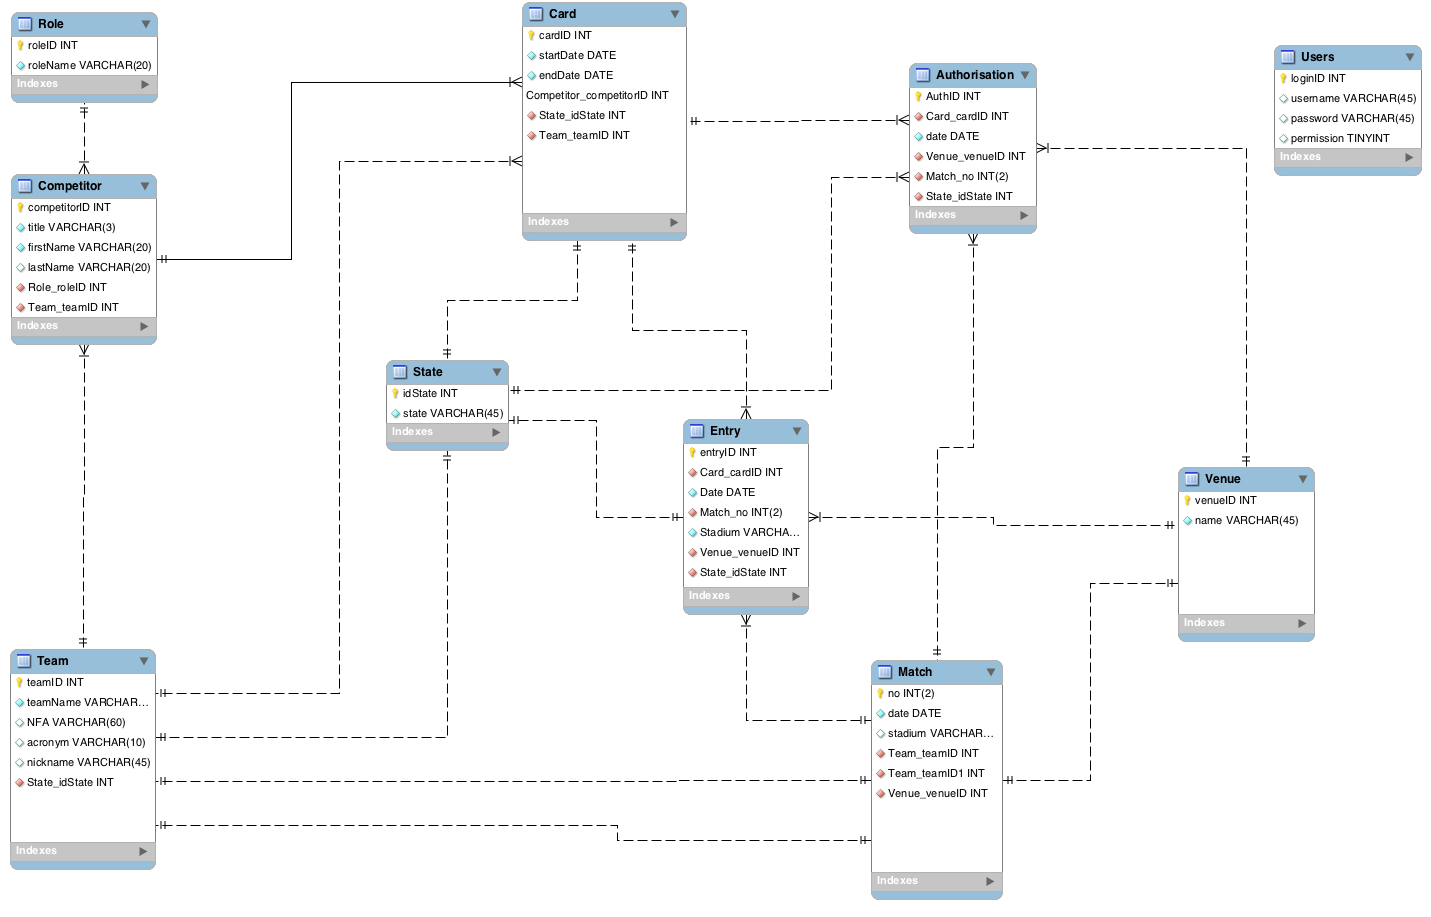 Role
roleID INT
roleName VARCHAR(20)
Indexes
Competitor
competitorID INT
title VARCHAR(3)
firstName VARCHAR(20)
lastName VARCHAR(20)
Role_roleID INT
Team_teamID INT
Indexes
Card
cardID INT
startDate DATE
endDate DATE
Competitor_competitorID INT
State_idState INT
Team_teamID INT
Indexes
Authorisation
AuthID INT
Card_cardID INT
date DATE
Venue_venueID INT
Match_no INT(2)
State_idState INT
Indexes
Users
loginID INT
username VARCHAR(45)
password VARCHAR(45)
permission TINYINT
Indexes
State
idState INT
state VARCHAR(45)
Indexes
Entry
entryID INT
Card_cardID INT
Date DATE
Match_no INT(2)
Stadium VARCHA...
Venue_venueID INT
State_idState INT
Indexes
Venue
venueID INT
name VARCHAR(45)
Indexes
Team
teamID INT
teamName VARCHAR...
NFA VARCHAR(60)
acronym VARCHAR(10)
nickname VARCHAR(45)
State_idState INT
Indexes
Match
no INT(2)
date DATE
stadium VARCHAR...
Team_teamID INT
Team_teamID1 INT
Venue_venueID INT
Indexes